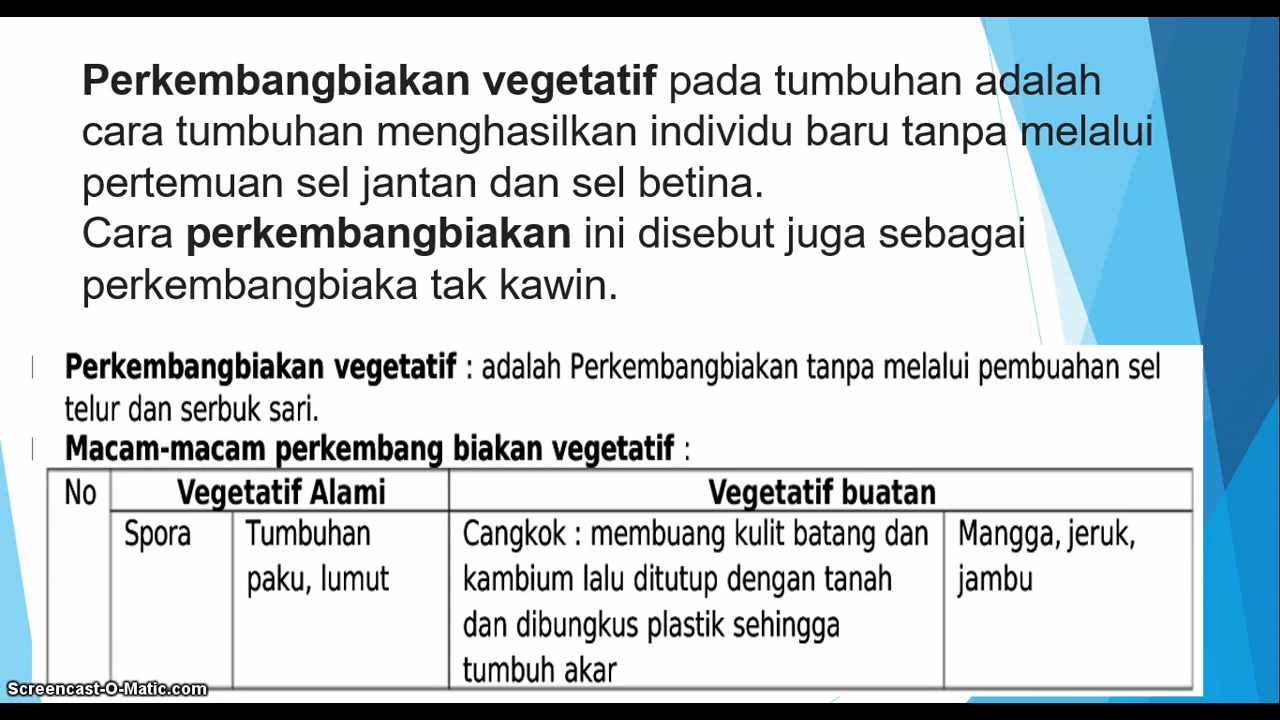 Perkembangbiakan vegetatif pada tumbuhan adalah
cara tumbuhan menghasilkan individu baru tanpa melalui
pertemuan sel jantan dan sel betina.
Cara perkembangbiakan ini disebut juga sebagai
perkembangbiaka tak kawin.
Perkembangbiakan vegetatif : adalah Perkembangbiakan tanpa melalui pembuahan sel
telur dan serbuk sari.
Macam-macam perkembang biakan vegetatif :
No Vegetatif Alami Vegetatif buatan
Spora Tumbuhan Cangkok : membuang kulit batang dan Mangga, jeruk,
paku, lumut kambium lalu ditutup dengan tanah jambu
dan dibungkus plastik sehingga
tumbuh akar
Screencast-O-Matic.com